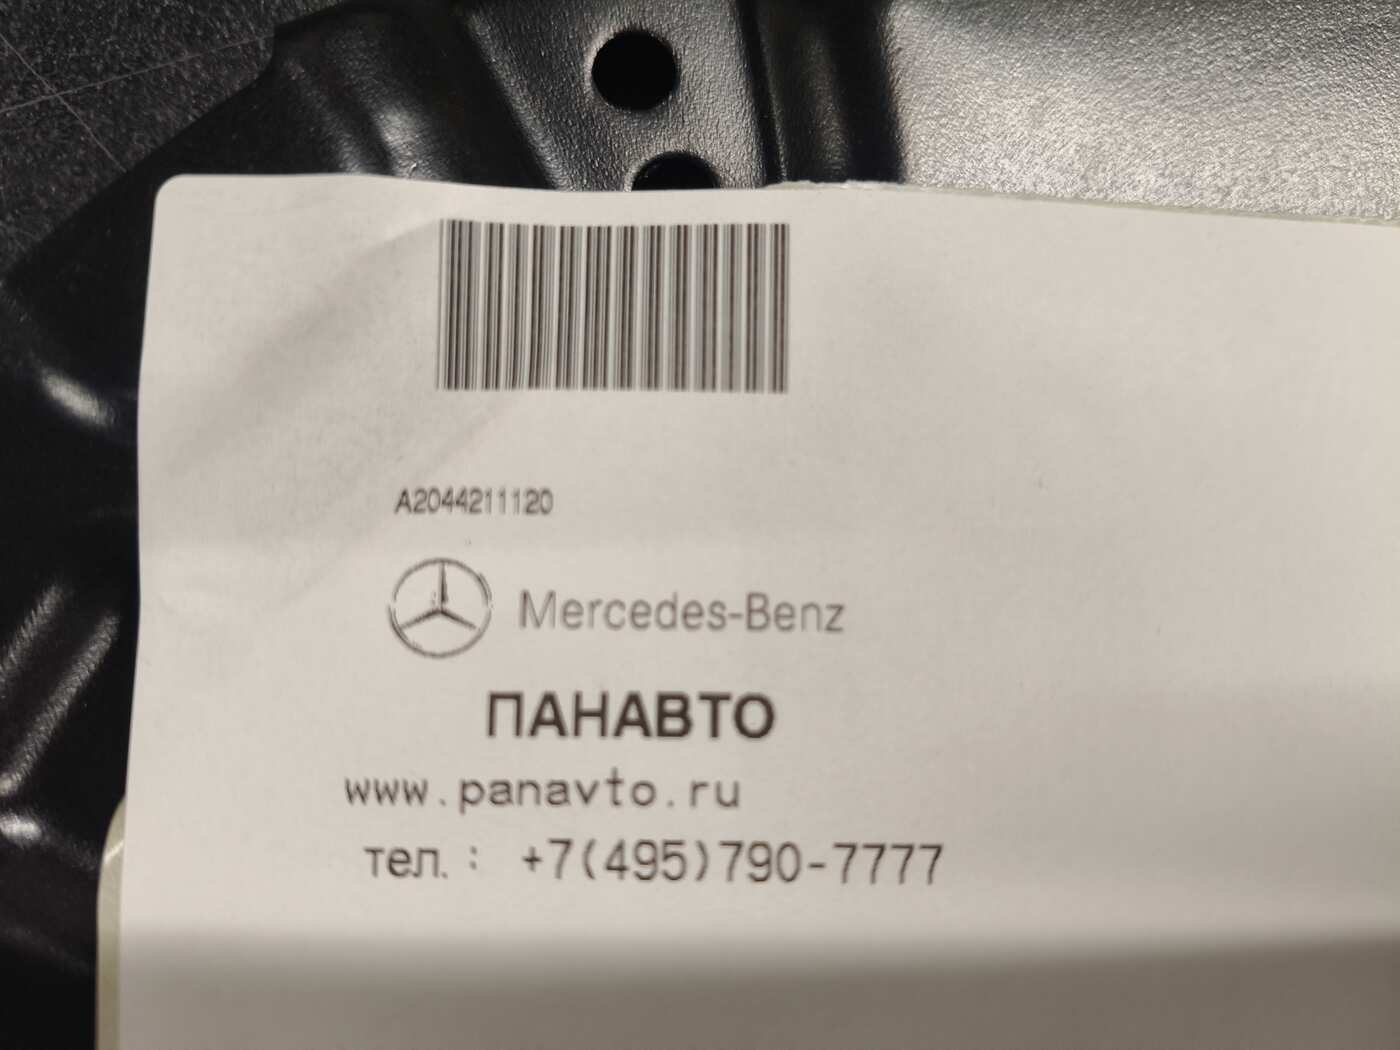 A2044211120
Mercedes-Benz
ПАНАВТО
www.panavto.ru
тел. : +7(495)790-7777